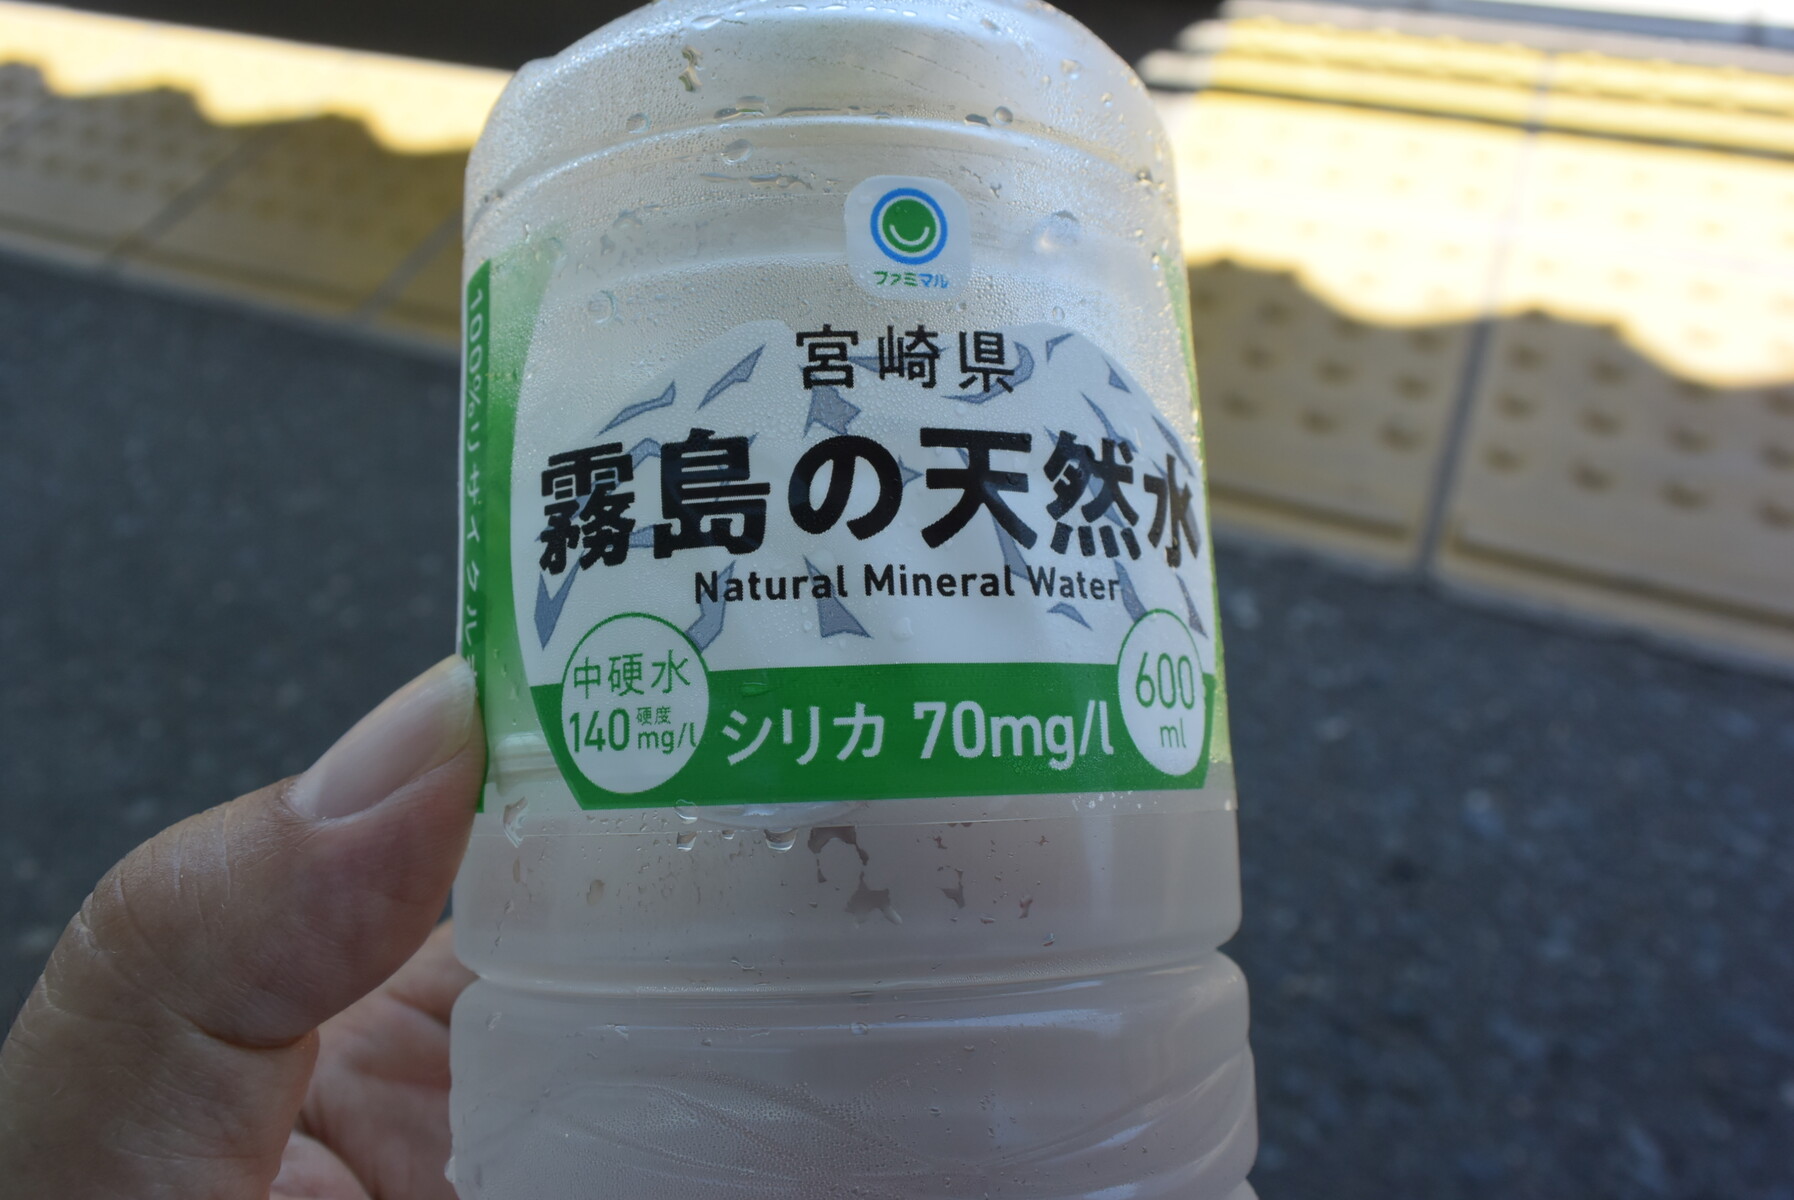 ファミマル
宮崎県
霧島の天然水
Natural Mineral Water
中硬水
硬度
140 mg/l
シリカ 70mg/l
600
ml
100%リサイクル